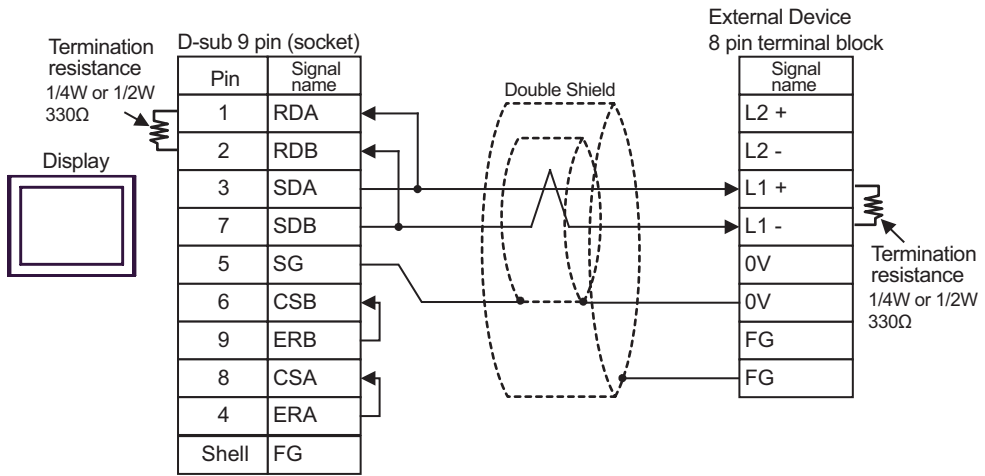 External Device
8 pin terminal block
D-sub 9 pin (socket)
Termination
resistance
1/4W or 1/2W
330Ω
Display
Pin Signal name
1 RDA
2 RDB
3 SDA
7 SDB
5 SG
6 CSB
9 ERB
8 CSA
4 ERA
Shell FG
Double Shield
Signal name
L2 +
L2 -
L1 +
L1 -
0V
0V
FG
FG
Termination
resistance
1/4W or 1/2W
330Ω